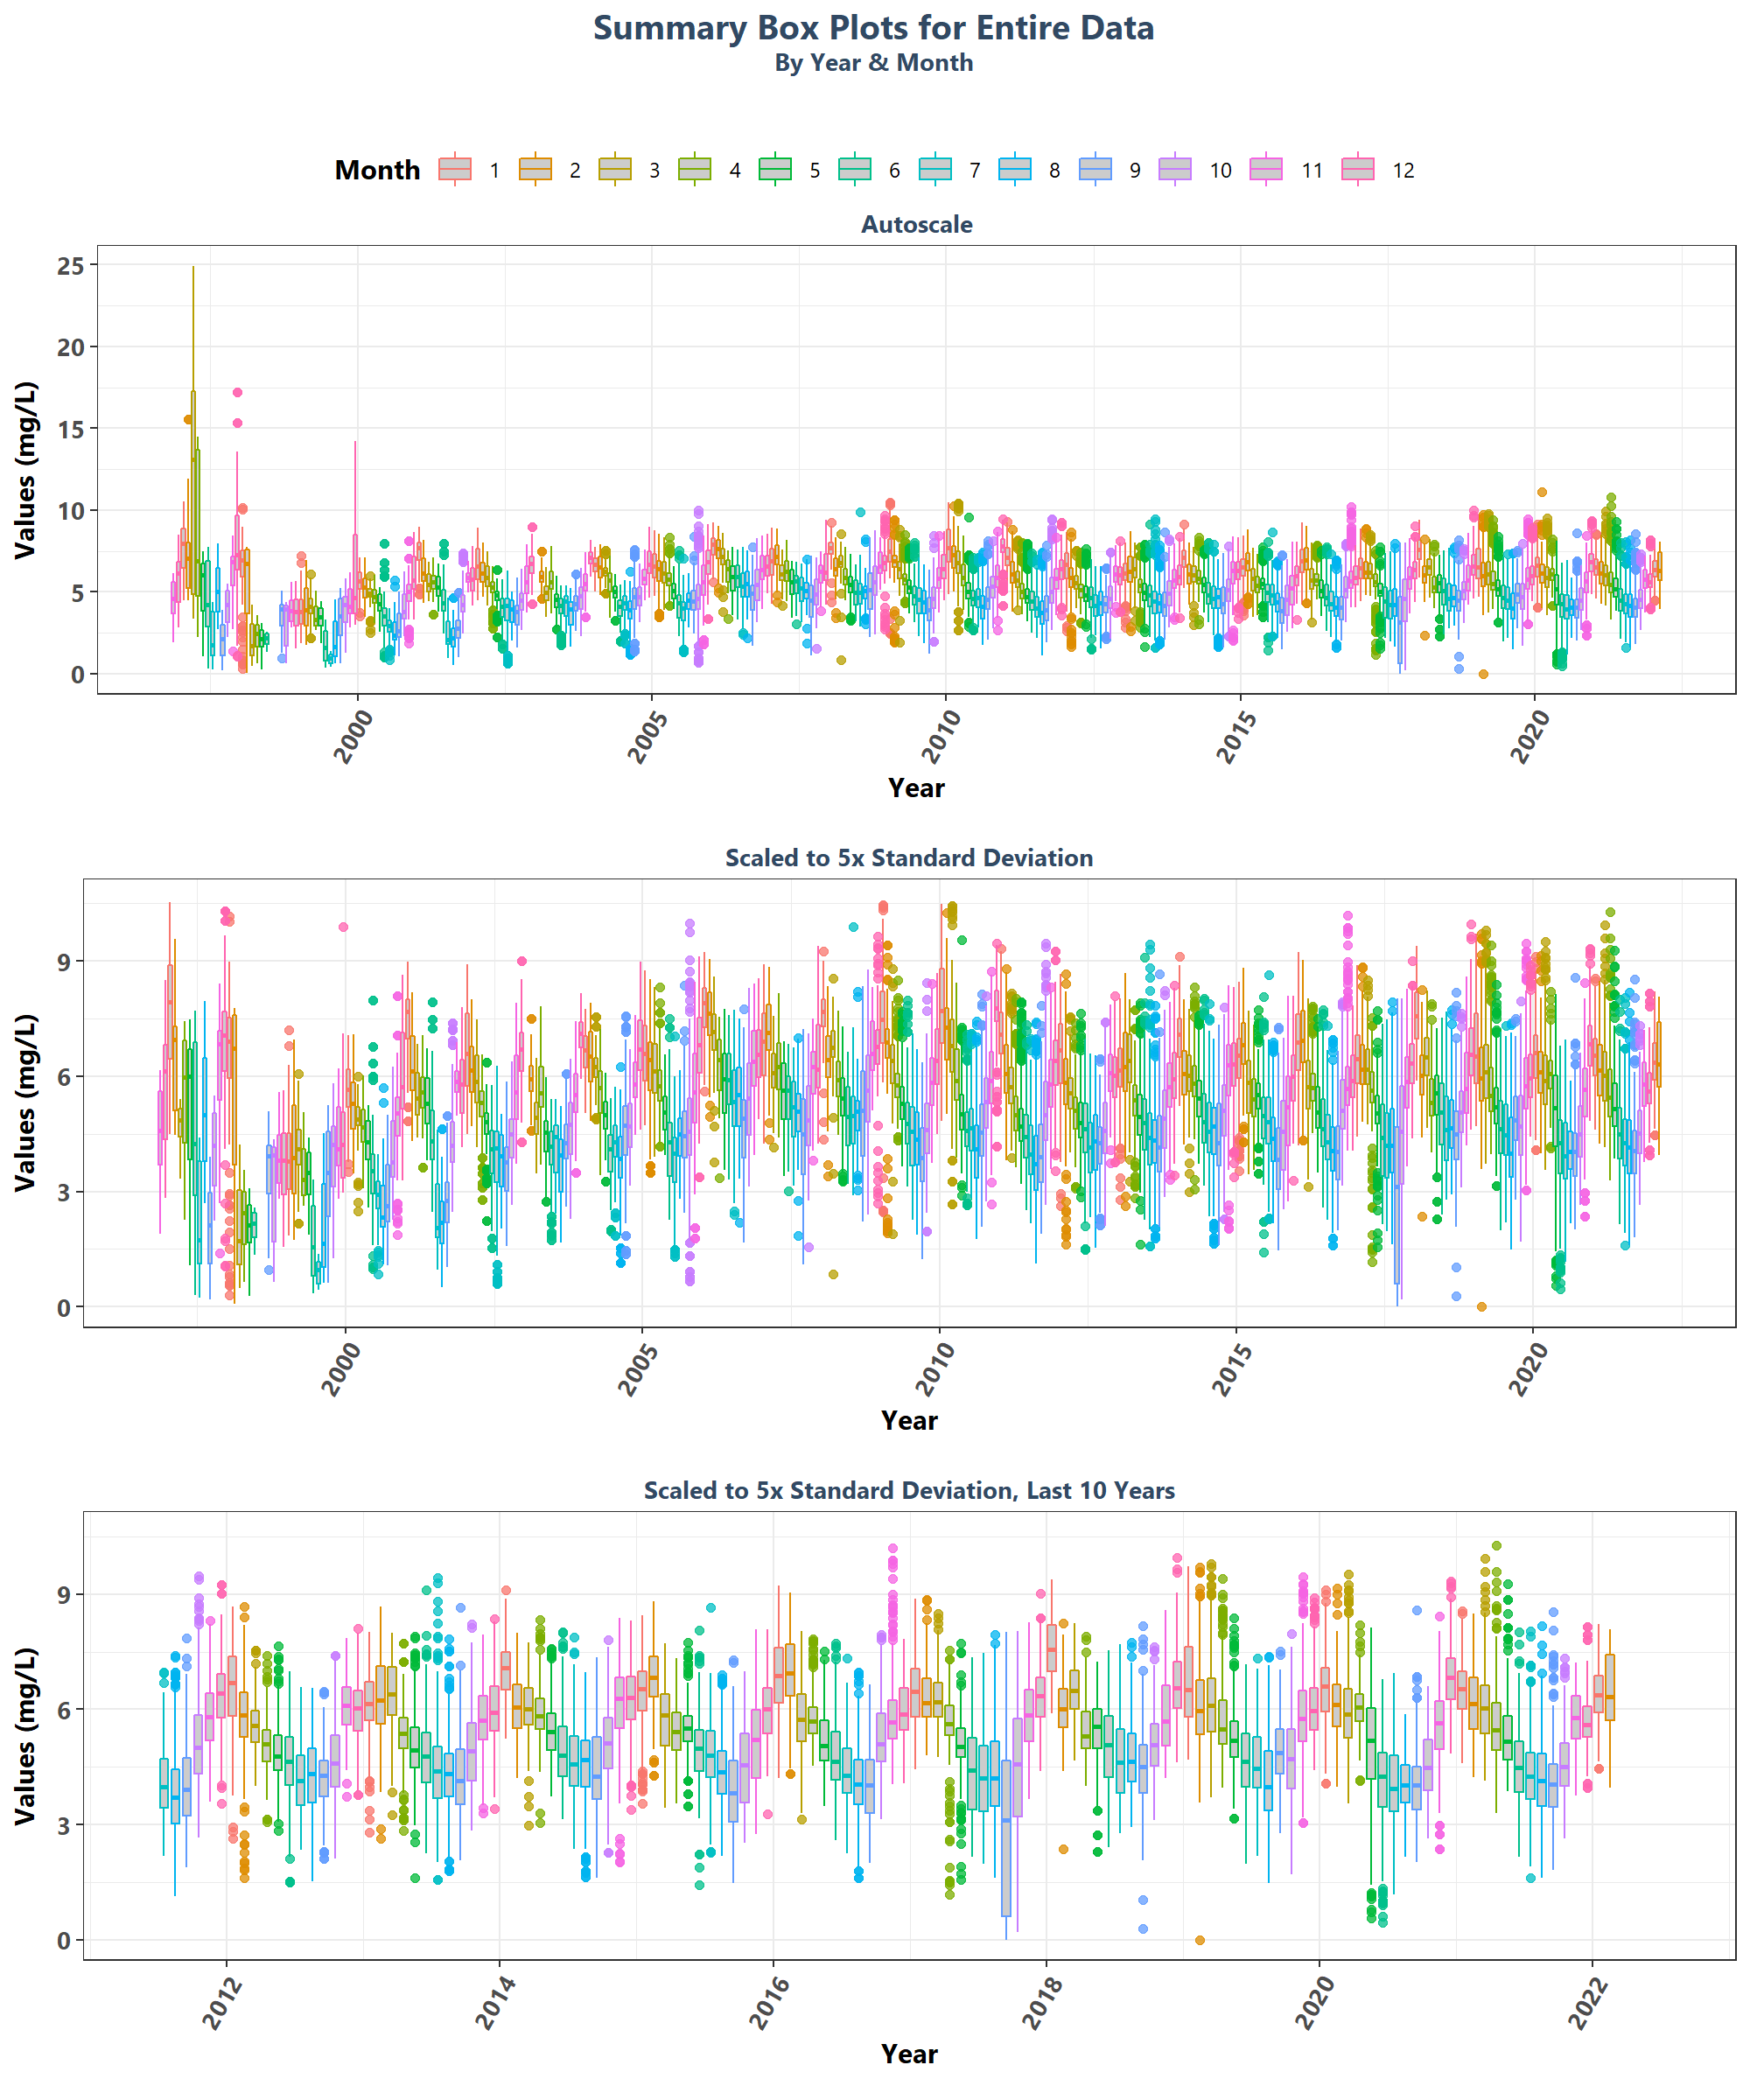 Summary Box Plots for Entire Data
By Year & Month
Month 1 2 3 4 5 6 7 8 9 10 11 12
Autoscale
Values (mg/L)
25
20
15
10
5
0
2000 2005 2010 2015 2020
Year
Scaled to 5x Standard Deviation
Values (mg/L)
9
6
3
0
2000 2005 2010 2015 2020
Year
Scaled to 5x Standard Deviation, Last 10 Years
Values (mg/L)
9
6
3
0
2012 2014 2016 2018 2020 2022
Year